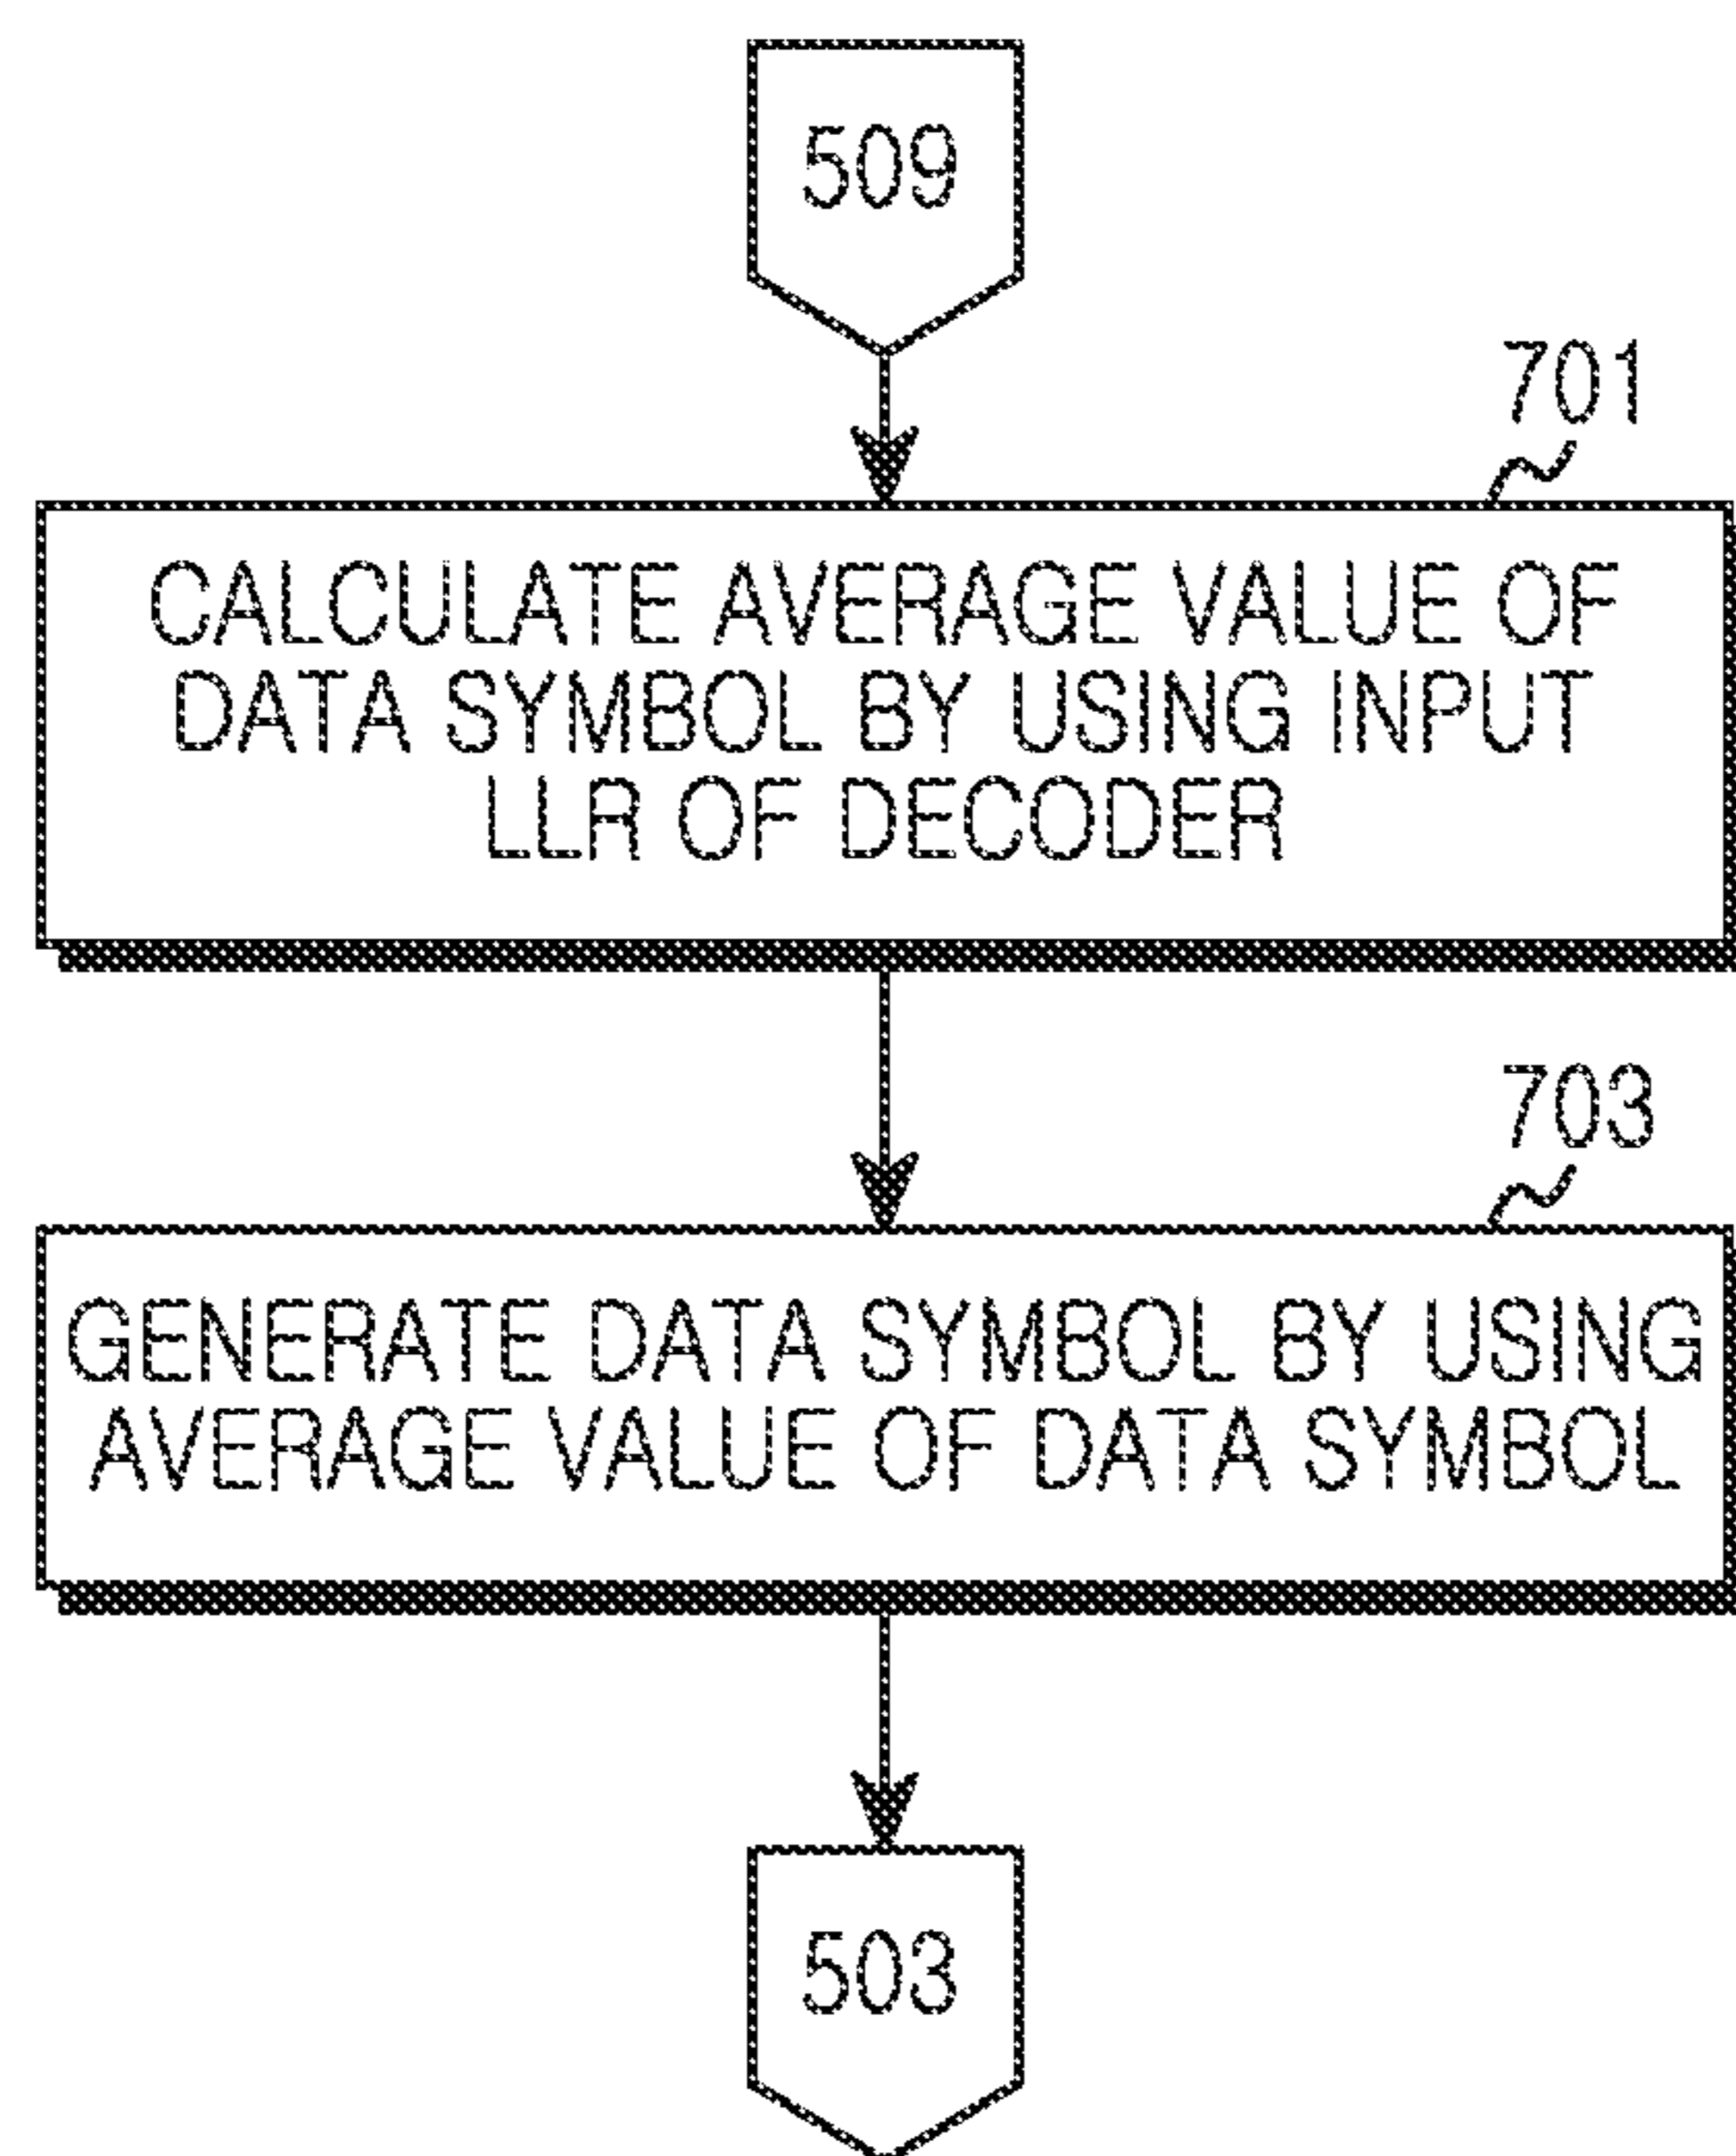 509
701
CALCULATE AVERAGE VALUE OF
DATA SYMBOL BY USING INPUT
LLR OF DECODER
703
GENERATE DATA SYMBOL BY USING
AVERAGE VALUE OF DATA SYMBOL
503